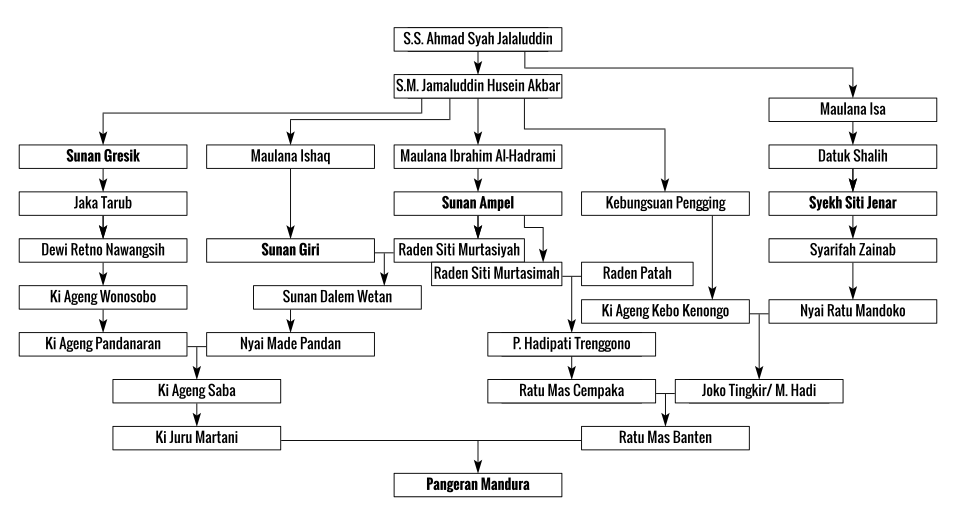 S.S. Ahmad Syah Jalaluddin
S.M. Jamaluddin Husein Akbar
Maulana Isa
Sunan Gresik
Maulana Ishaq
Maulana Ibrahim Al-Hadrami
Datuk Shalih
Jaka Tarub
Sunan Ampel
Kebungsuan Pengging
Syekh Siti Jenar
Dewi Retno Nawangsih
Sunan Giri
Raden Siti Murtasiyah
Syarifah Zainab
Raden Siti Murtasimah
Raden Patah
Ki Ageng Wonosobo
Sunan Dalem Wetan
Ki Ageng Kebo Kenongo
Nyai Ratu Mandoko
Ki Ageng Pandanaran
Nyai Made Pandan
P. Hadipati Trenggono
Ki Ageng Saba
Ratu Mas Cempaka
Joko Tingkir/ M. Hadi
Ki Juru Martani
Ratu Mas Banten
Pangeran Mandura